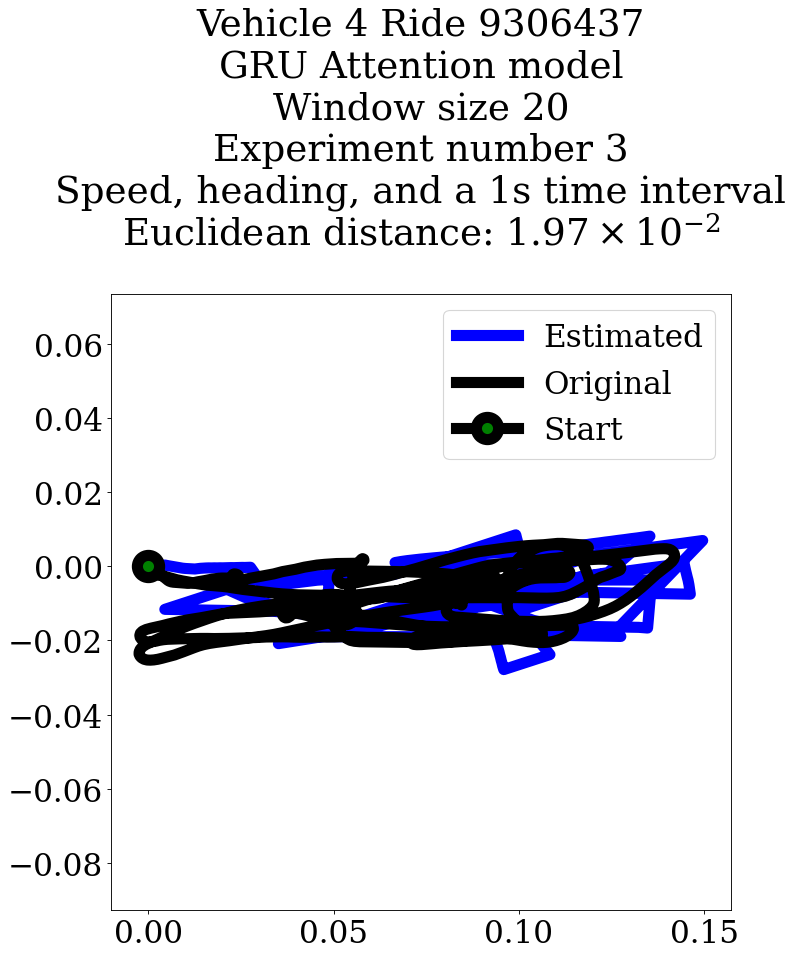 Vehicle 4 Ride 9306437
GRU Attention model
Window size 20
Experiment number 3
Speed, heading, and a 1s time interval
Euclidean distance: 1.97 × 10⁻²
Estimated
Original
Start
0.06
0.04
0.02
0.00
−0.02
−0.04
−0.06
−0.08
0.00 0.05 0.10 0.15